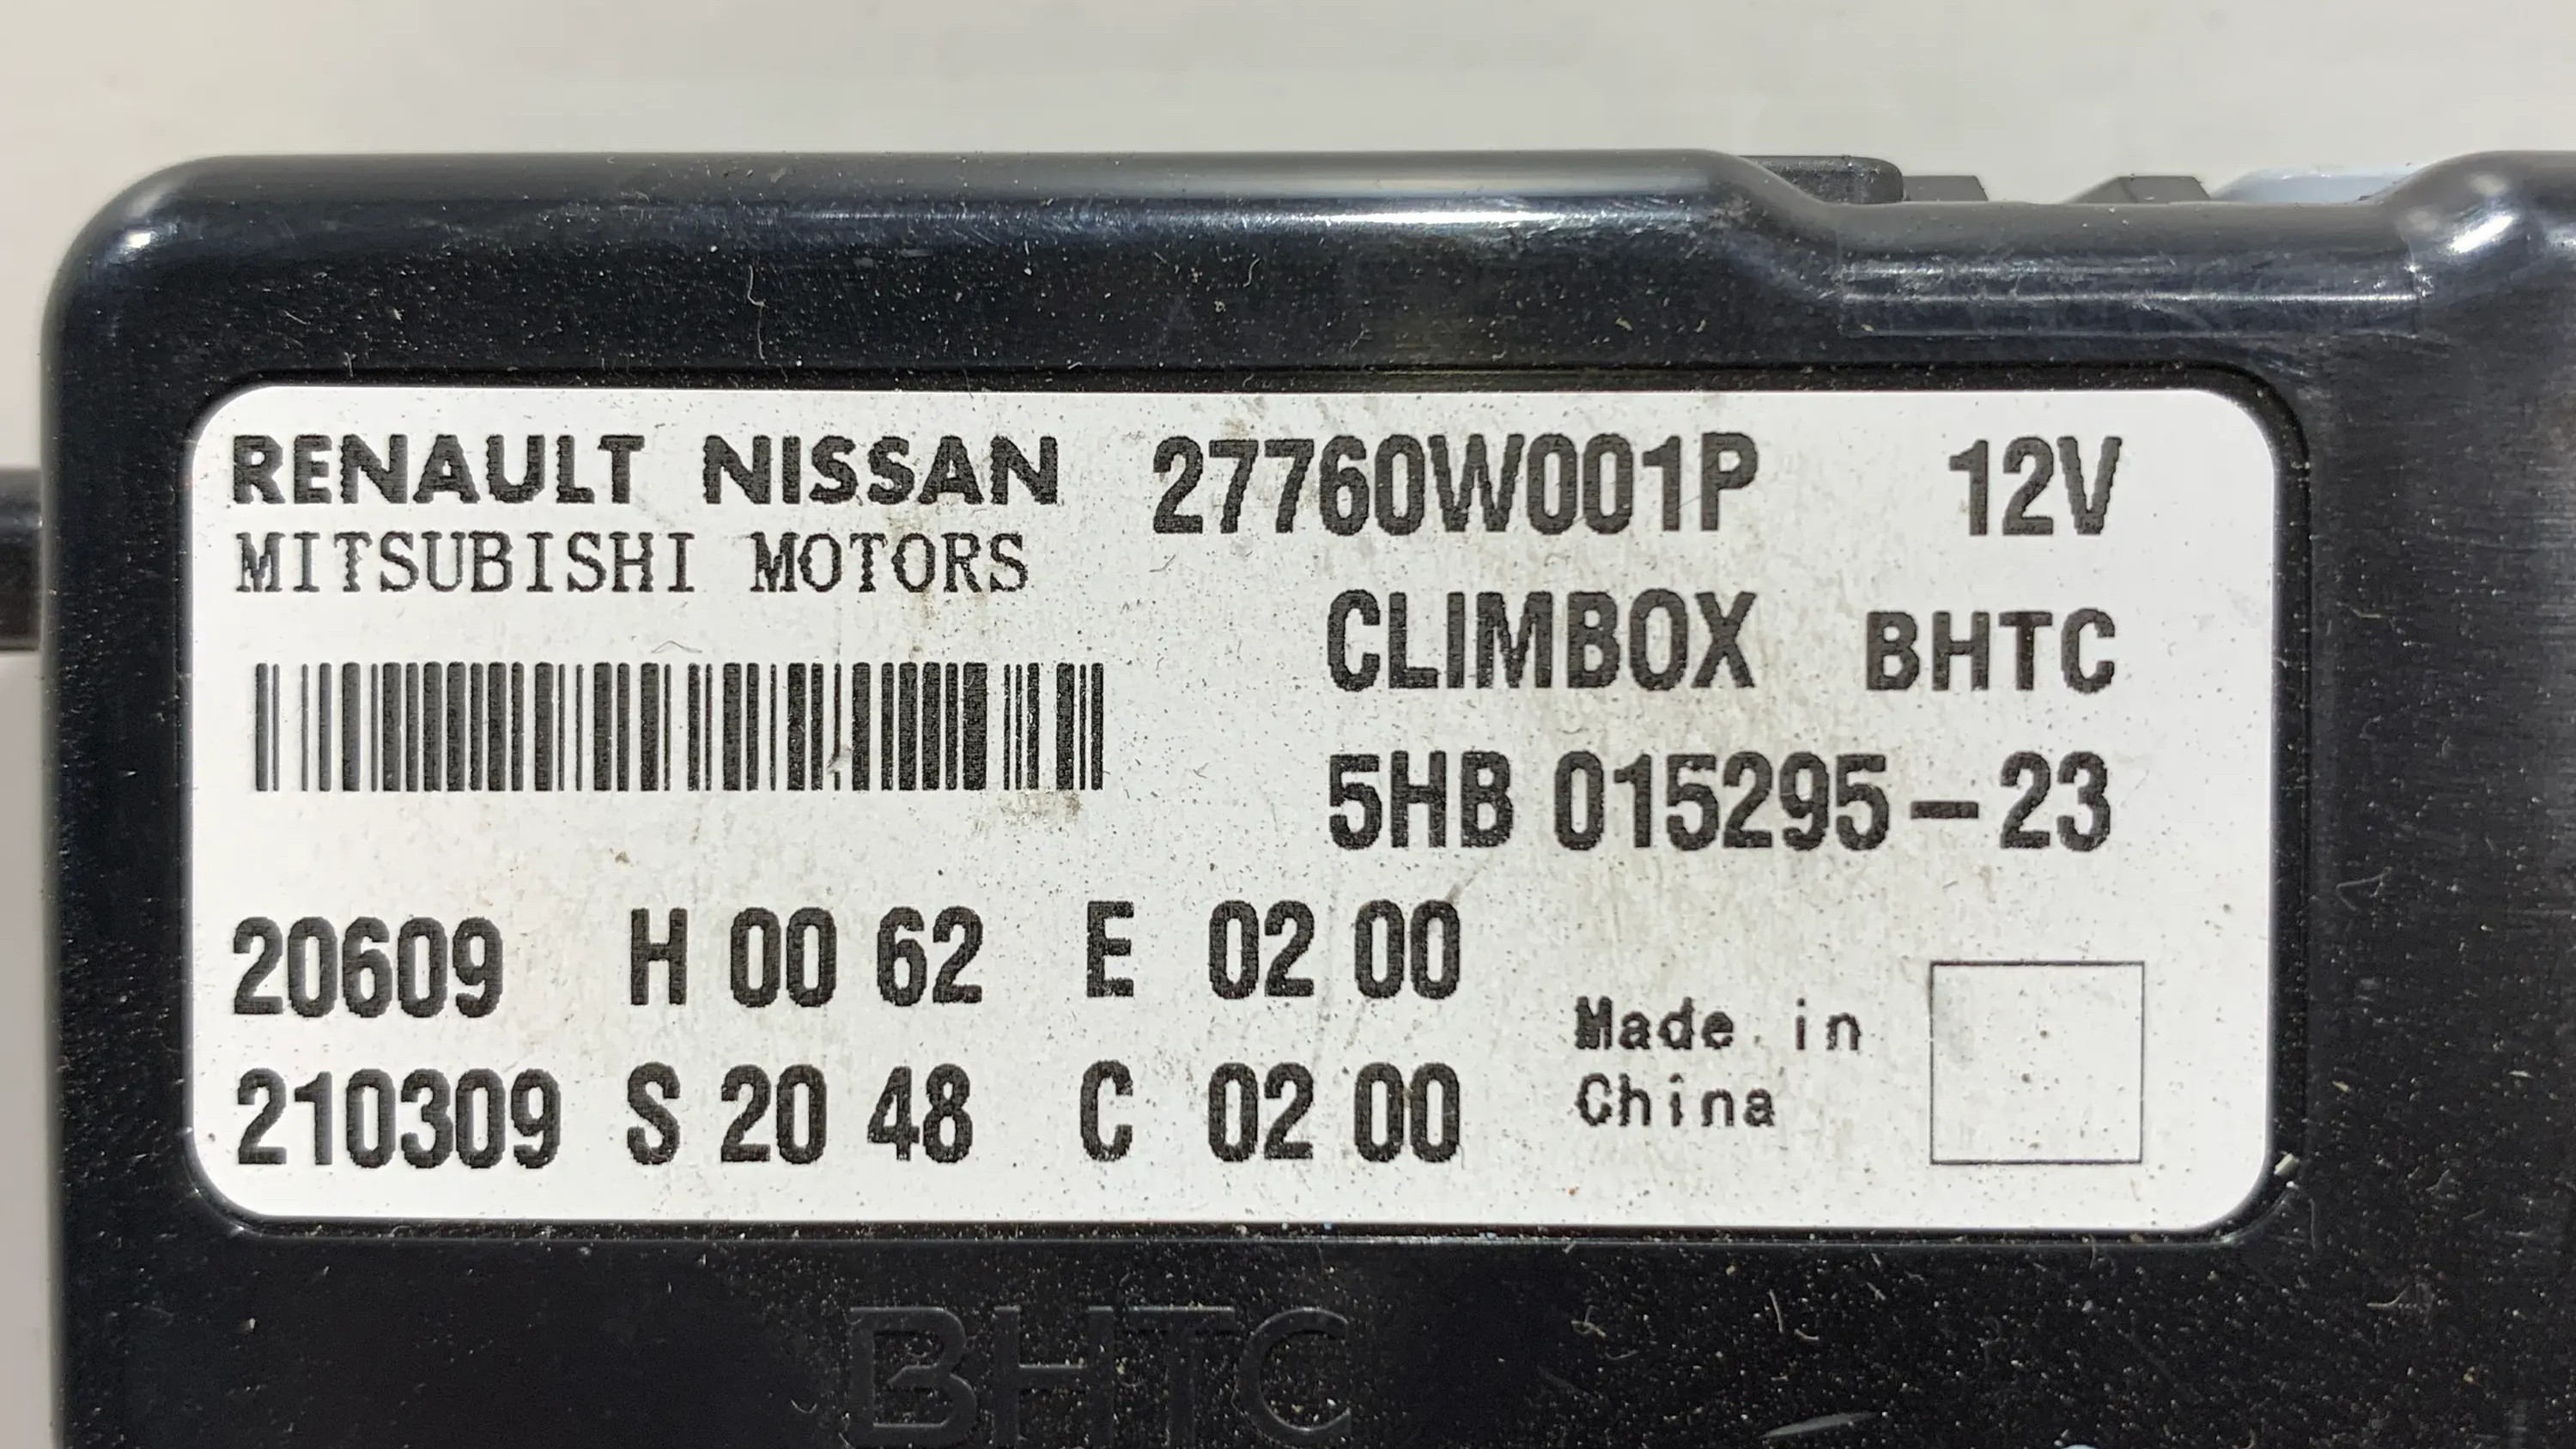 RENAULT NISSAN 27760W001P 12V
MITSUBISHI MOTORS
CLIMBOX BHTC
5HB 015295-23
20609 H 00 62 E 02 00
210309 S 20 48 C 02 00
Made in
China
BHTC